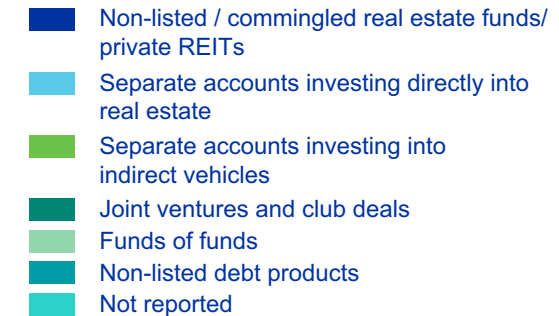 Non-listed / commingled real estate funds/
private REITs
Separate accounts investing directly into
real estate
Separate accounts investing into
indirect vehicles
Joint ventures and club deals
Funds of funds
Non-listed debt products
Not reported